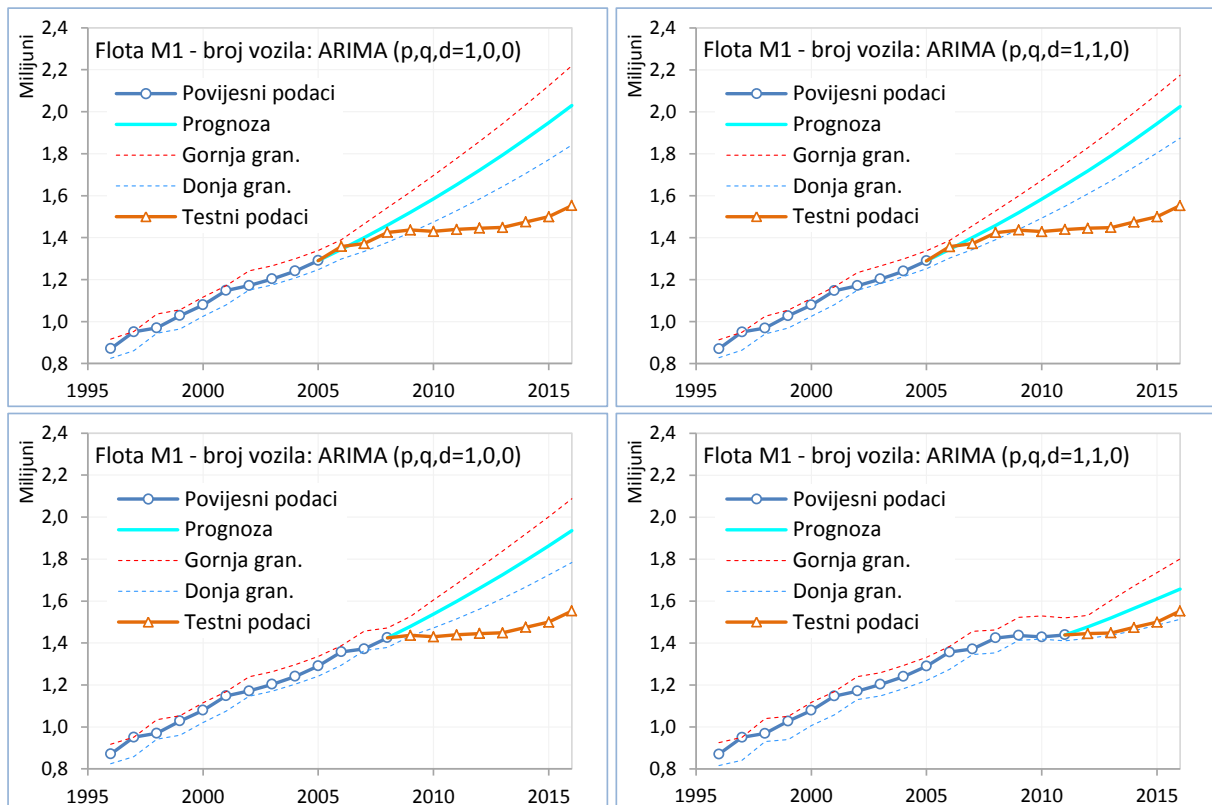 Milijuni
2,4
2,2
2,0
1,8
1,6
1,4
1,2
1,0
0,8
Flota M1 - broj vozila: ARIMA (p,q,d=1,0,0)
Povijesni podaci
Prognoza
Gornja gran.
Donja gran.
Testni podaci
1995 2000 2005 2010 2015
Milijuni
2,4
2,2
2,0
1,8
1,6
1,4
1,2
1,0
0,8
Flota M1 - broj vozila: ARIMA (p,q,d=1,1,0)
Povijesni podaci
Prognoza
Gornja gran.
Donja gran.
Testni podaci
1995 2000 2005 2010 2015
Milijuni
2,4
2,2
2,0
1,8
1,6
1,4
1,2
1,0
0,8
Flota M1 - broj vozila: ARIMA (p,q,d=1,0,0)
Povijesni podaci
Prognoza
Gornja gran.
Donja gran.
Testni podaci
1995 2000 2005 2010 2015
Milijuni
2,4
2,2
2,0
1,8
1,6
1,4
1,2
1,0
0,8
Flota M1 - broj vozila: ARIMA (p,q,d=1,1,0)
Povijesni podaci
Prognoza
Gornja gran.
Donja gran.
Testni podaci
1995 2000 2005 2010 2015